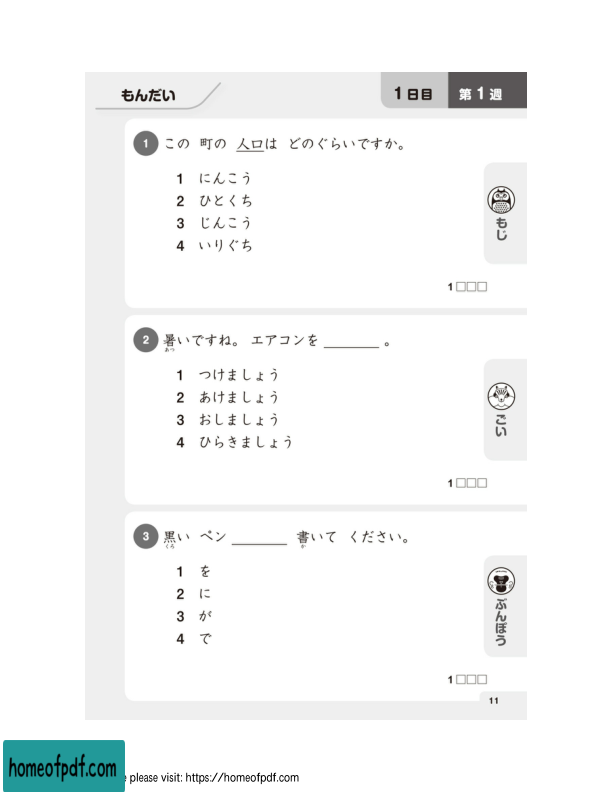 もんだい
1日目 第1週
1 この 町の 人口は どのぐらいですか。
1 にんこう
2 ひとくち
3 じんこう
4 いりぐち
もじ
1□□□
2 暑いですね。 エアコンを ______ 。
あつ
1 つけましょう
2 あけましょう
3 おしましょう
4 ひらきましょう
ごい
1□□□
3 黒い ペン ______ 書いて ください。
くろ か
1 を
2 に
3 が
4 で
ぶんぽう
1□□□
11
homeofpdf.com
please visit: https://homeofpdf.com